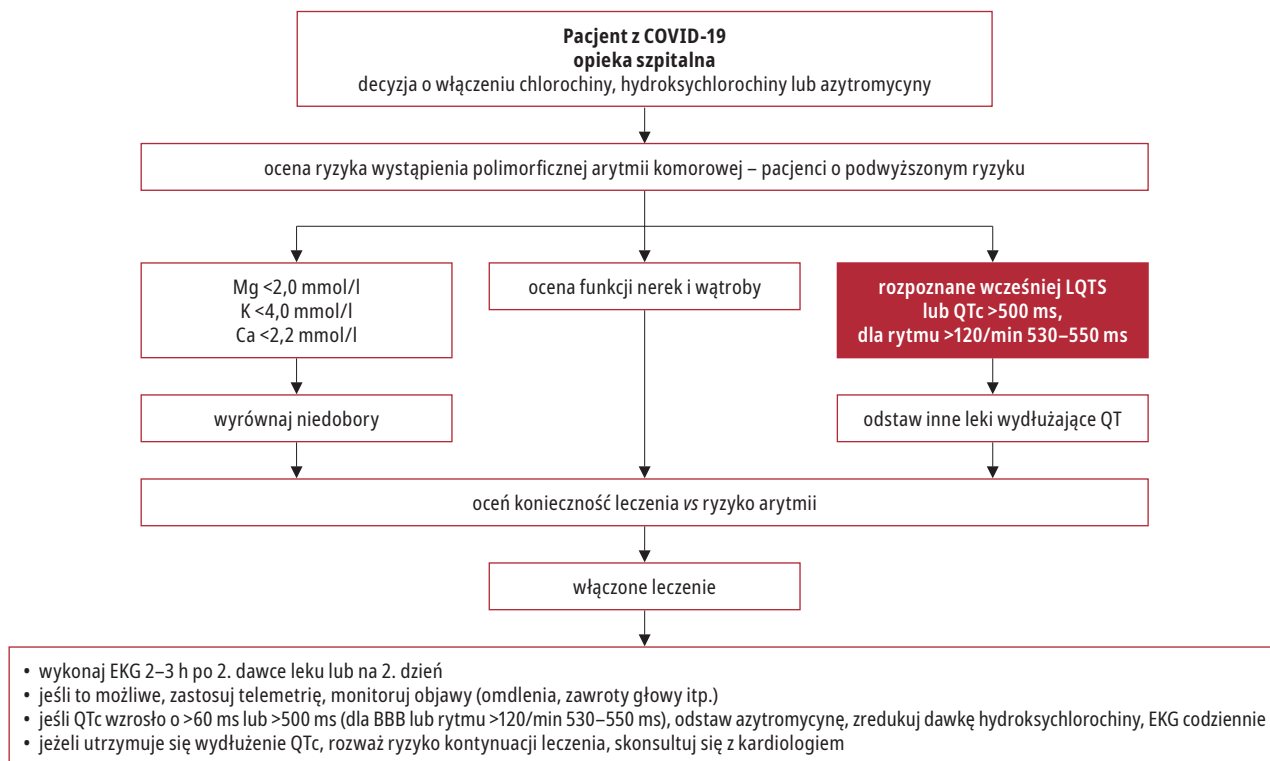 Pacjent z COVID-19
opieka szpitalna
decyzja o włączeniu chlorochiny, hydroksychlorochiny lub azytromycyny
ocena ryzyka wystąpienia polimorficznej arytmii komorowej – pacjenci o podwyższonym ryzyku
Mg <2,0 mmol/l
K <4,0 mmol/l
Ca <2,2 mmol/l
ocena funkcji nerek i wątroby
rozpoznane wcześniej LQTS
lub QTc >500 ms,
dla rytmu >120/min 530–550 ms
wyrównaj niedobory
odstaw inne leki wydłużające QT
oceń konieczność leczenia vs ryzyko arytmii
włączone leczenie
• wykonaj EKG 2–3 h po 2. dawce leku lub na 2. dzień
• jeśli to możliwe, zastosuj telemetrię, monitoruj objawy (omdlenia, zawroty głowy itp.)
• jeśli QTc wzrosło o >60 ms lub >500 ms (dla BBB lub rytmu >120/min 530–550 ms), odstaw azytromycynę, zredukuj dawkę hydroksychlorochiny, EKG codziennie
• jeżeli utrzymuje się wydłużenie QTc, rozważ ryzyko kontynuacji leczenia, skonsultuj się z kardiologiem